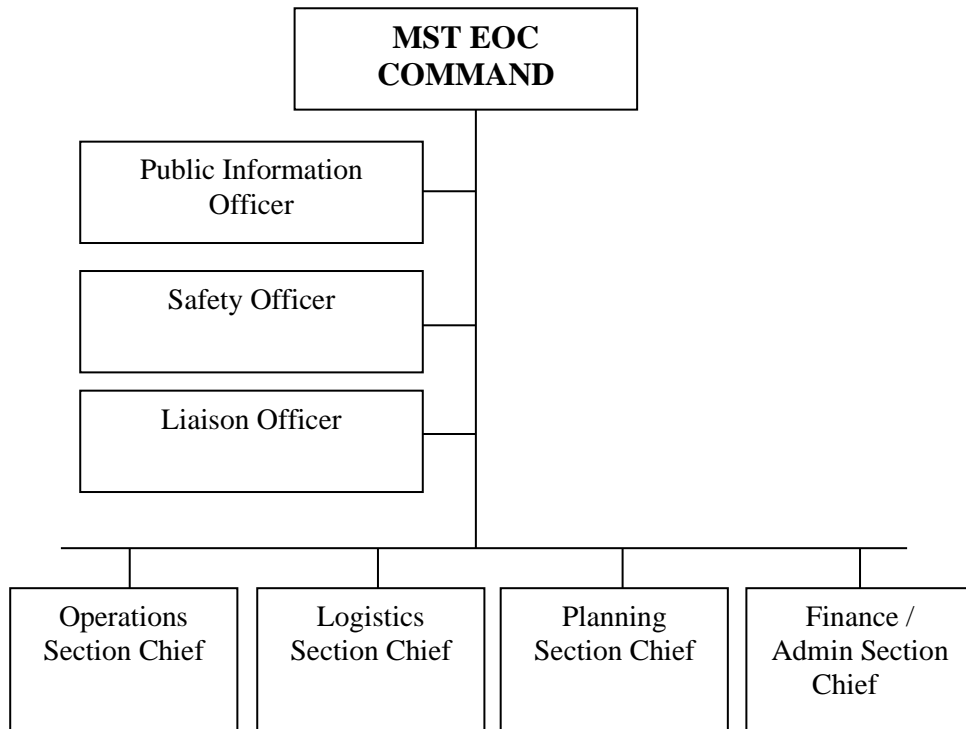 MST EOC
COMMAND
Public Information
Officer
Safety Officer
Liaison Officer
Operations
Section Chief
Logistics
Section Chief
Planning
Section Chief
Finance /
Admin Section
Chief